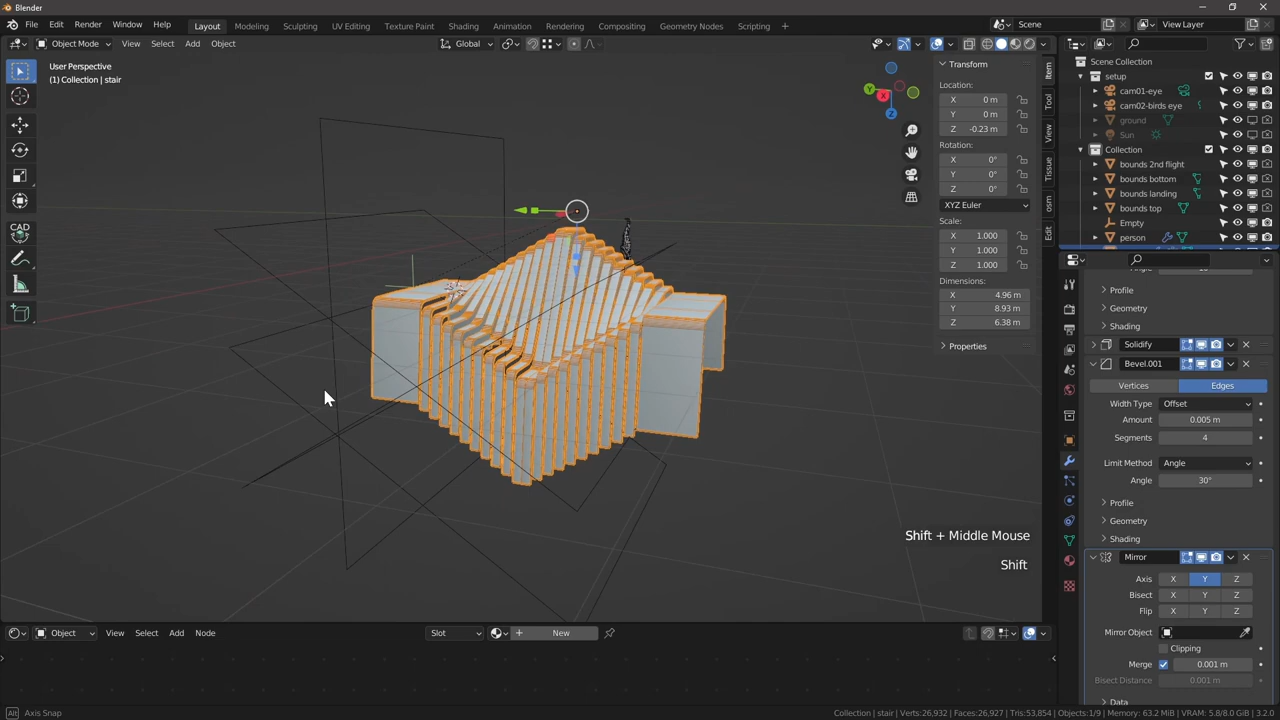 Blender
File Edit Render Window Help
Layout Modeling Sculpting UV Editing Texture Paint Shading Animation Rendering Compositing Geometry Nodes Scripting +
Scene
View Layer
Object Mode View Select Add Object
Global
User Perspective
(1) Collection | stair
Transform
Location:
X 0 m
Y 0 m
Z -0.23 m
Rotation:
X 0°
Y 0°
Z 0°
XYZ Euler
Scale:
X 1.000
Y 1.000
Z 1.000
Dimensions:
X 4.96 m
Y 8.93 m
Z 6.38 m
Properties
Item
Tool
View
Tissue
osm
Edit
X
Y
Z
CAD
Scene Collection
setup
cam01-eye
cam02-birds eye
ground
Sun
Collection
bounds 2nd flight
bounds bottom
bounds landing
bounds top
Empty
person
Profile
Geometry
Shading
Solidify
Bevel.001
Vertices Edges
Width Type Offset
Amount 0.005 m
Segments 4
Limit Method Angle
Angle 30°
Profile
Geometry
Shading
Mirror
Axis X Y Z
Bisect X Y Z
Flip X Y Z
Mirror Object
Clipping
Merge 0.001 m
Bisect Distance 0.001 m
Data
Shift + Middle Mouse
Shift
Object View Select Add Node
Slot
New
Alt Axis Snap
Collection | stair | Verts:26,932 | Faces:26,927 | Tris:53,854 | Objects:1/9 | Memory: 63.2 MiB | VRAM: 5.8/8.0 GiB | 3.2.0